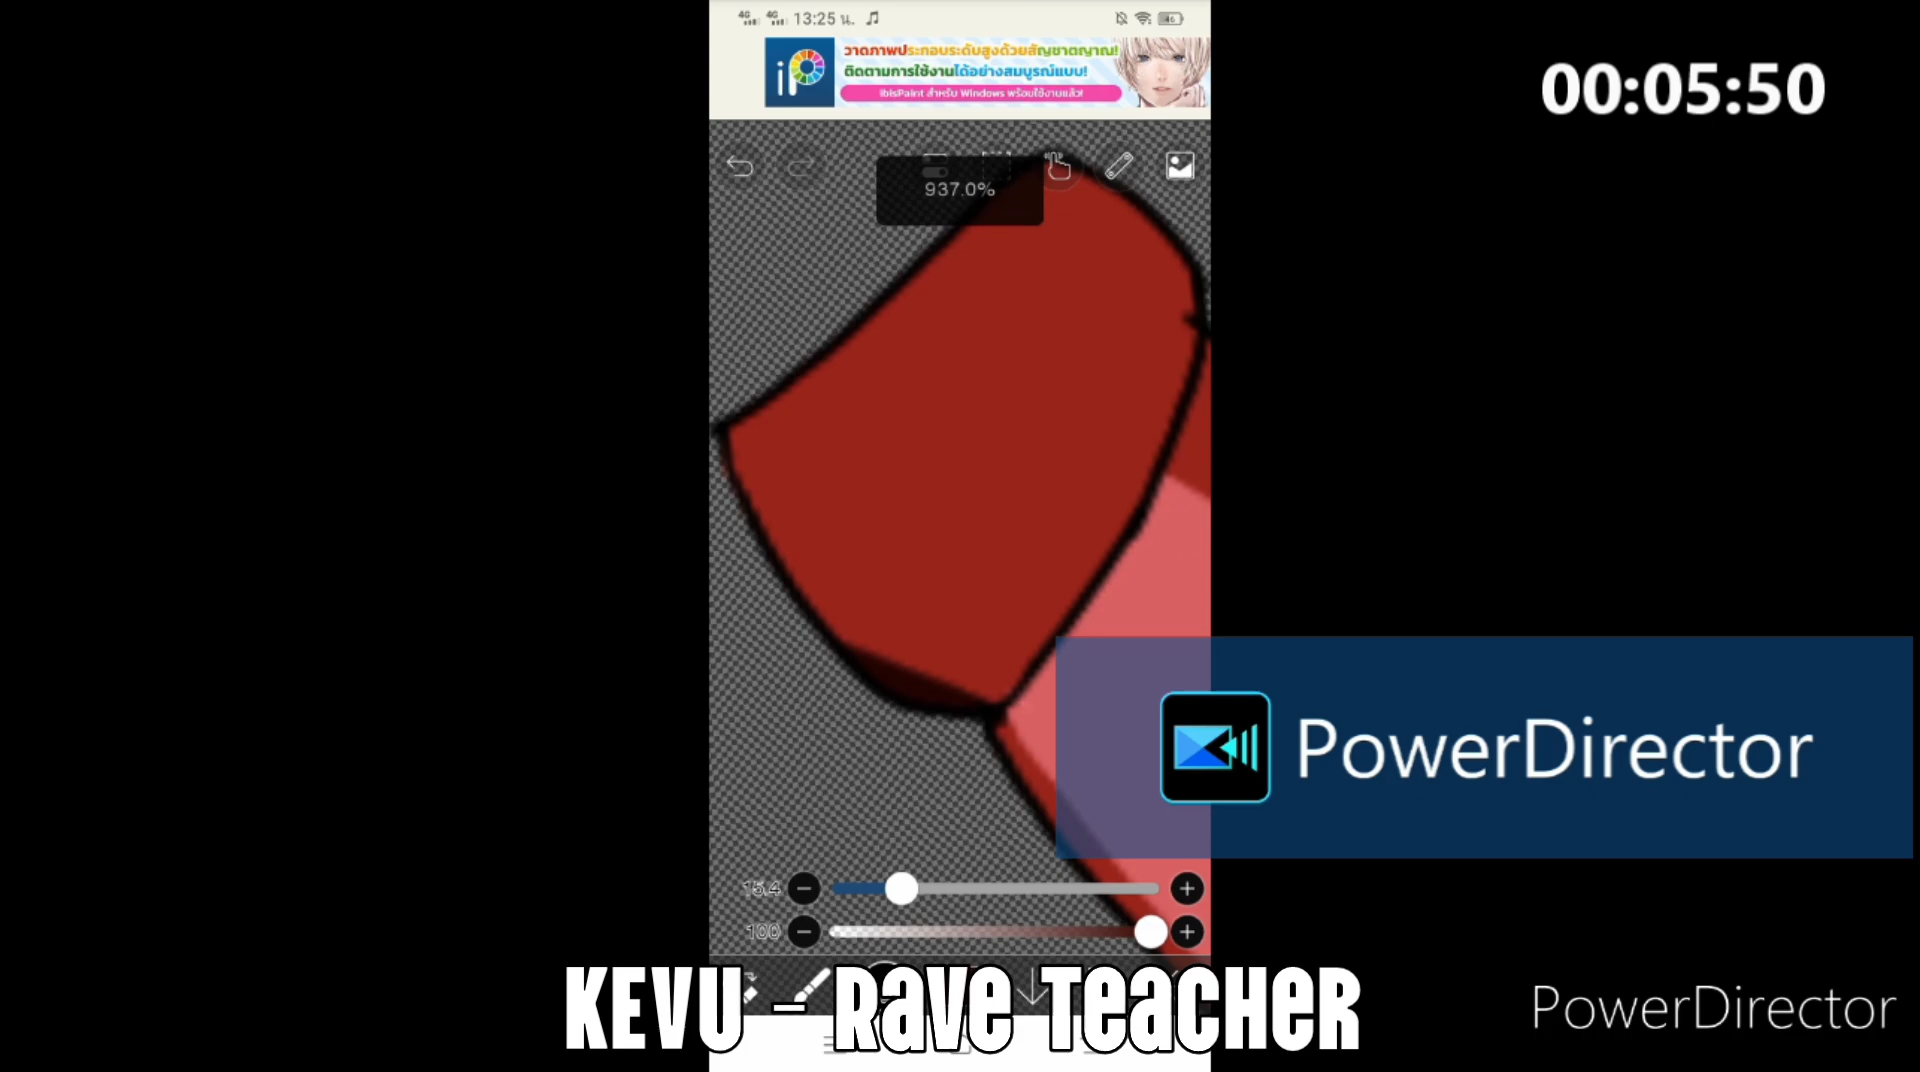 4G 4G 13:25 น. 46
วาดภาพประกอบระดับสูงด้วยสัญชาตญาณ!
iP ติดตามการใช้งานได้อย่างสมบูรณ์แบบ!
ibisPaint สำหรับ Windows พร้อมใช้งานแล้ว!
00:05:50
937.0%
PowerDirector
15.4
100
KEVU - Rave Teacher
PowerDirector